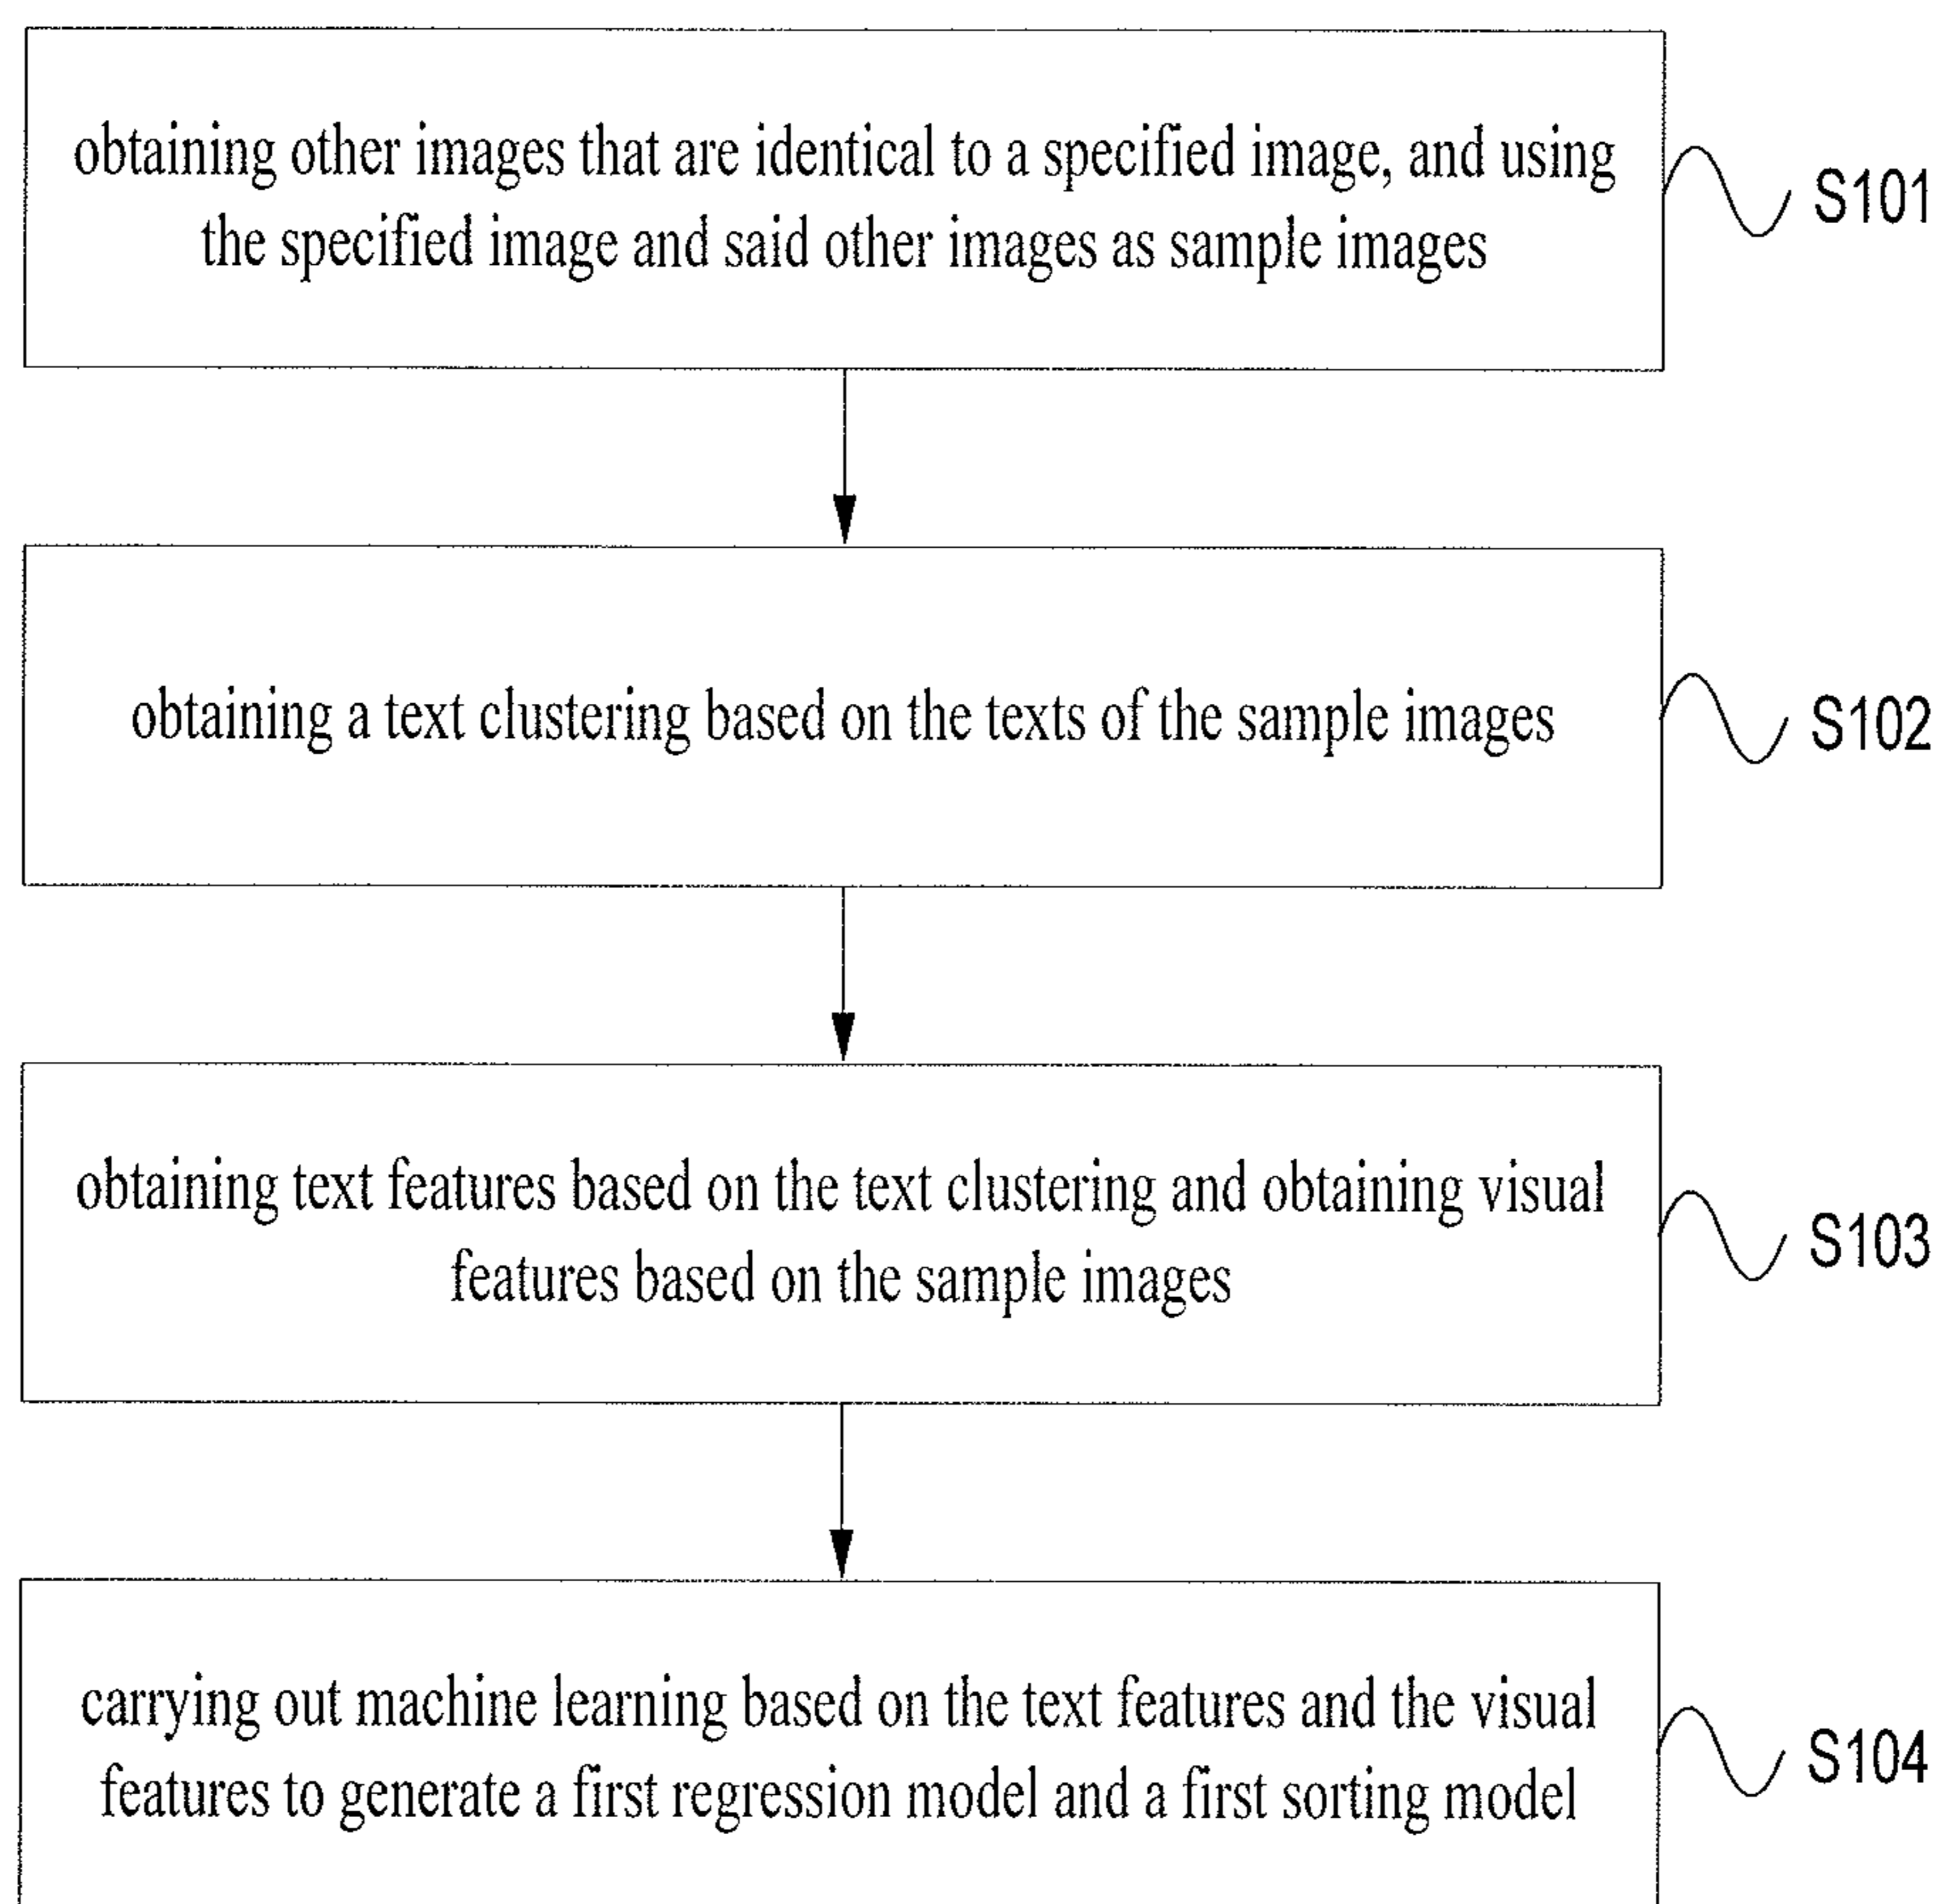 obtaining other images that are identical to a specified image, and using
the specified image and said other images as sample images
S101
obtaining a text clustering based on the texts of the sample images
S102
obtaining text features based on the text clustering and obtaining visual
features based on the sample images
S103
carrying out machine learning based on the text features and the visual
features to generate a first regression model and a first sorting model
S104